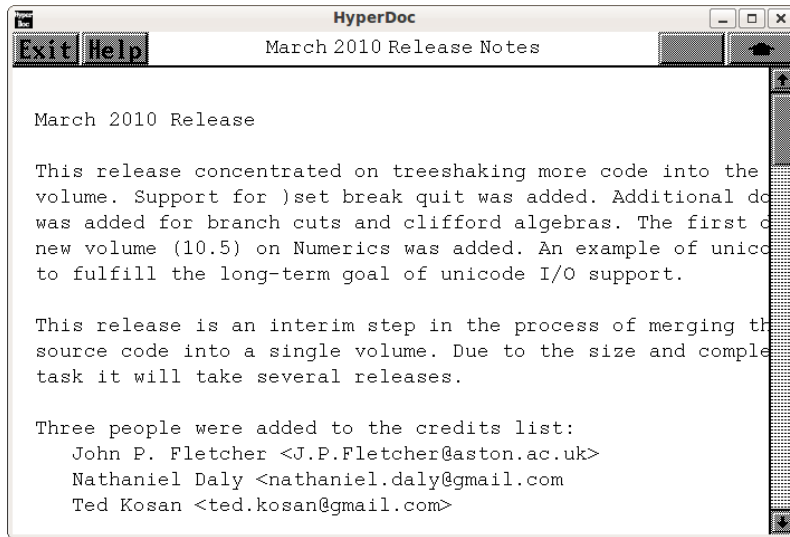 Hyper
Doc
HyperDoc
Exit Help March 2010 Release Notes
March 2010 Release
This release concentrated on treeshaking more code into the
volume. Support for )set break quit was added. Additional
was added for branch cuts and clifford algebras. The first
new volume (10.5) on Numerics was added. An example of
to fulfill the long-term goal of unicode I/O support.
This release is an interim step in the process of merging
source code into a single volume. Due to the size and
task it will take several releases.
Three people were added to the credits list:
John P. Fletcher <J.P.Fletcher@aston.ac.uk>
Nathaniel Daly <nathaniel.daly@gmail.com
Ted Kosan <ted.kosan@gmail.com>